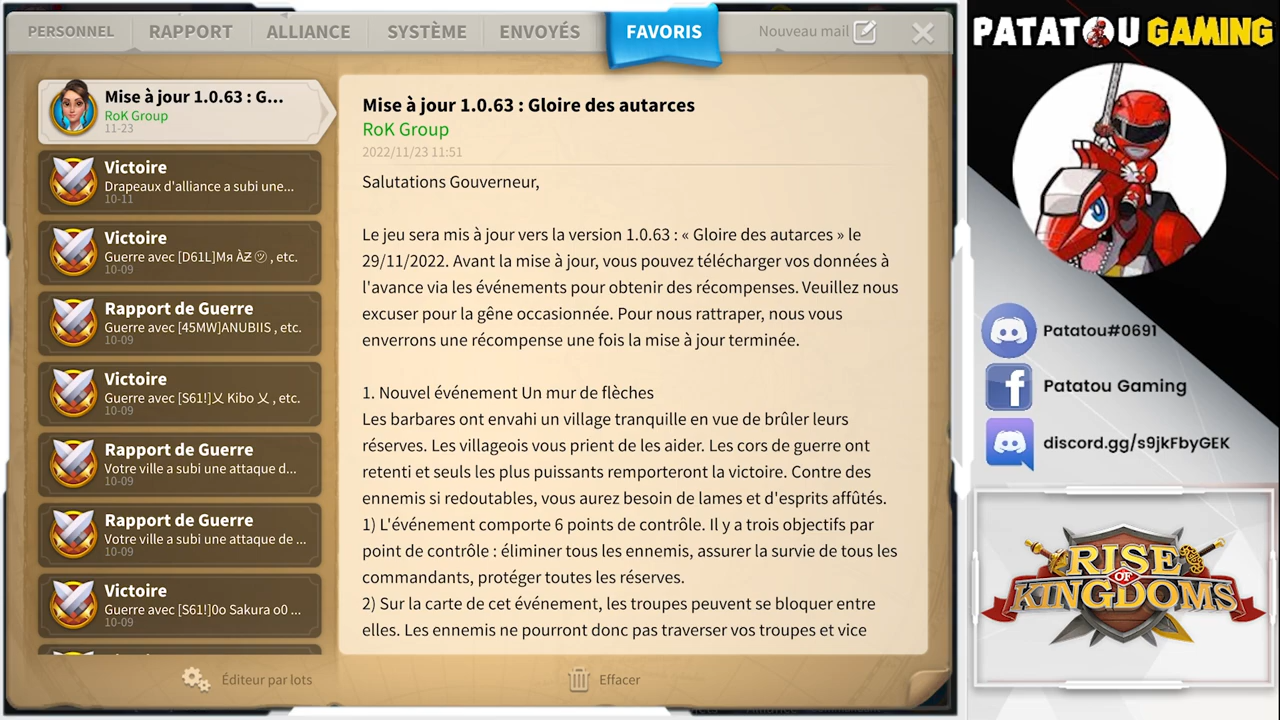 PERSONNEL
RAPPORT
ALLIANCE
SYSTÈME
ENVOYÉS
FAVORIS
Nouveau mail
Mise à jour 1.0.63 : G...
RoK Group
11-23
Victoire
Drapeaux d'alliance a subi une...
10-11
Victoire
Guerre avec [D61L]Mя ÀƵ ㋡ , etc.
10-09
Rapport de Guerre
Guerre avec [45MW]ANUBIIS , etc.
10-09
Victoire
Guerre avec [S61!]乂 Kibo 乂 , etc.
10-09
Rapport de Guerre
Votre ville a subi une attaque d...
10-09
Rapport de Guerre
Votre ville a subi une attaque de ...
10-09
Victoire
Guerre avec [S61!]0o Sakura o0 ...
10-09
Éditeur par lots
Mise à jour 1.0.63 : Gloire des autarces
RoK Group
2022/11/23 11:51
Salutations Gouverneur,
Le jeu sera mis à jour vers la version 1.0.63 : « Gloire des autarces » le
29/11/2022. Avant la mise à jour, vous pouvez télécharger vos données à
l'avance via les événements pour obtenir des récompenses. Veuillez nous
excuser pour la gêne occasionnée. Pour nous rattraper, nous vous
enverrons une récompense une fois la mise à jour terminée.
1. Nouvel événement Un mur de flèches
Les barbares ont envahi un village tranquille en vue de brûler leurs
réserves. Les villageois vous prient de les aider. Les cors de guerre ont
retenti et seuls les plus puissants remporteront la victoire. Contre des
ennemis si redoutables, vous aurez besoin de lames et d'esprits affûtés.
1) L'événement comporte 6 points de contrôle. Il y a trois objectifs par
point de contrôle : éliminer tous les ennemis, assurer la survie de tous les
commandants, protéger toutes les réserves.
2) Sur la carte de cet événement, les troupes peuvent se bloquer entre
elles. Les ennemis ne pourront donc pas traverser vos troupes et vice
Effacer
PATATOU GAMING
Patatou#0691
Patatou Gaming
discord.gg/s9jkFbyGEK
RISE
OF
KINGDOMS